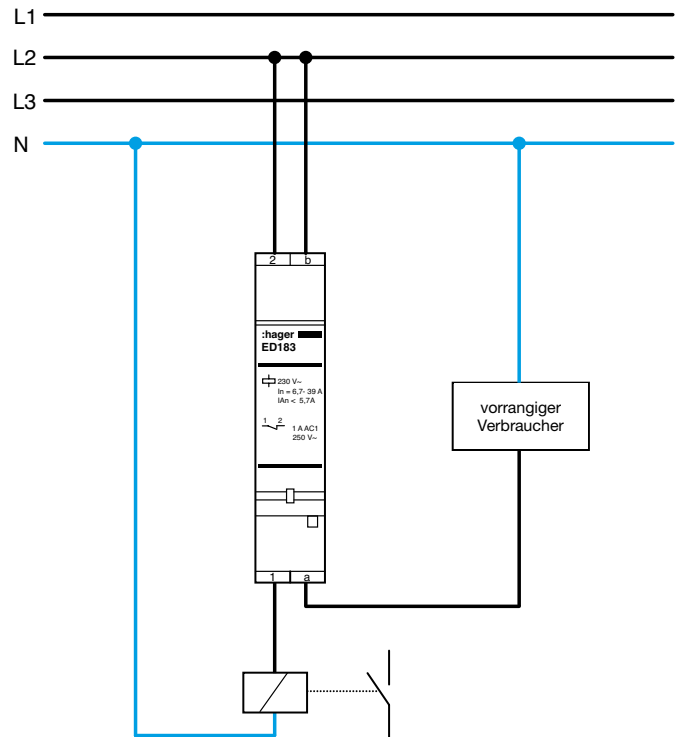 L1
L2
L3
N
2 b
:hager
ED183
230 V~
In = 6,7- 39 A
IAn < 5,7A
1 2
1 A AC1
250 V~
vorrangiger
Verbraucher
1 a